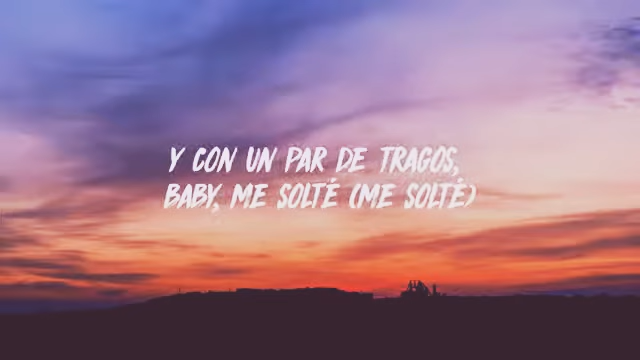 Y CON UN PAR DE TRAGOS,
BABY, ME SOLTÉ (ME SOLTÉ)